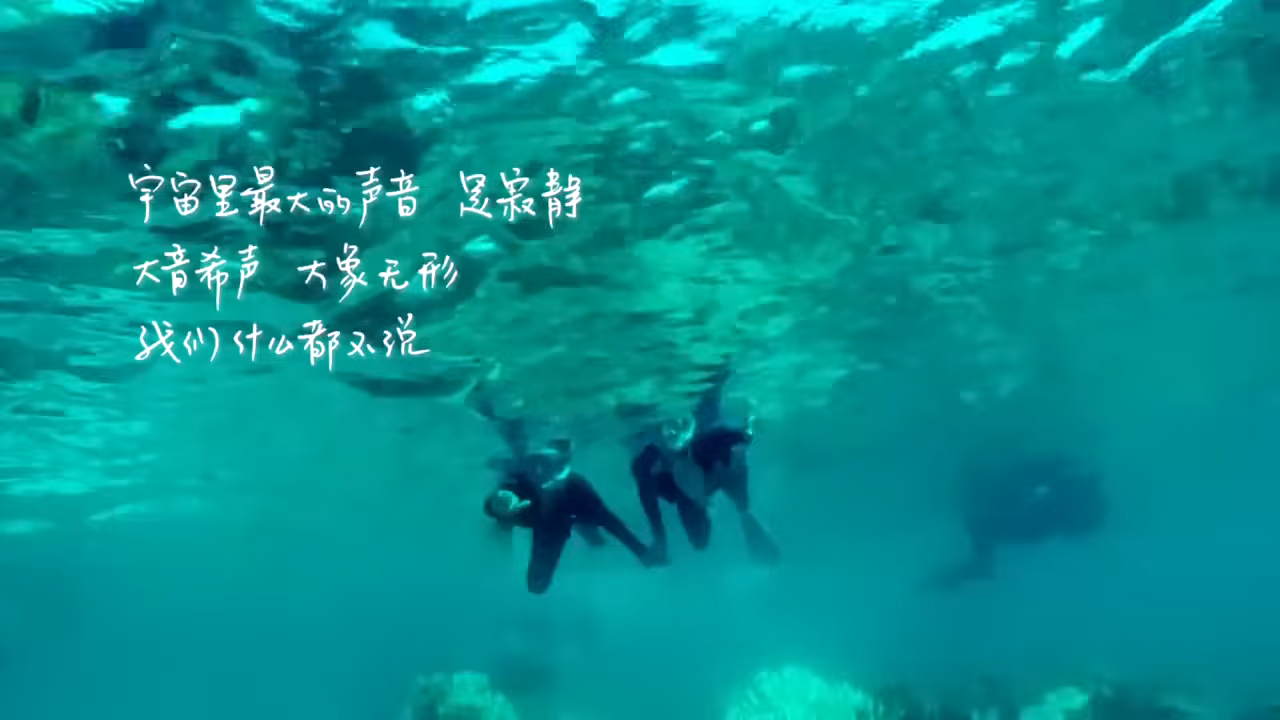 宇宙里最大的声音 是寂静
大音希声 大象无形
我们什么都不说